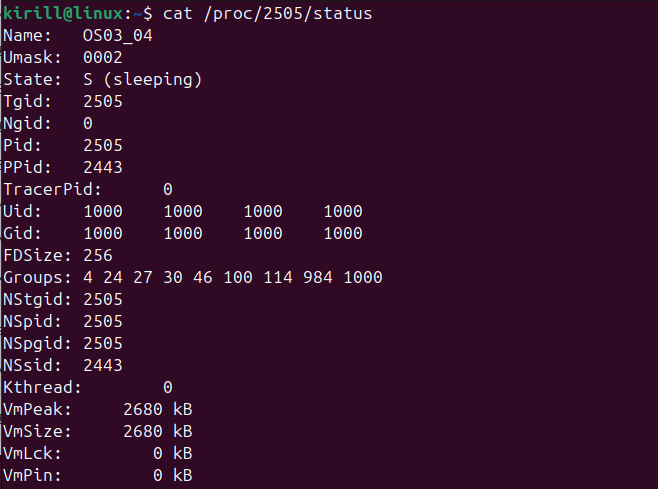 kirill@linux:~$ cat /proc/2505/status
Name:   OS03_04
Umask:  0002
State:  S (sleeping)
Tgid:   2505
Ngid:   0
Pid:    2505
PPid:   2443
TracerPid:      0
Uid:    1000    1000    1000    1000
Gid:    1000    1000    1000    1000
FDSize: 256
Groups: 4 24 27 30 46 100 114 984 1000
NStgid: 2505
NSpid:  2505
NSpgid: 2505
NSsid:  2443
Kthread:        0
VmPeak:     2680 kB
VmSize:     2680 kB
VmLck:         0 kB
VmPin:         0 kB